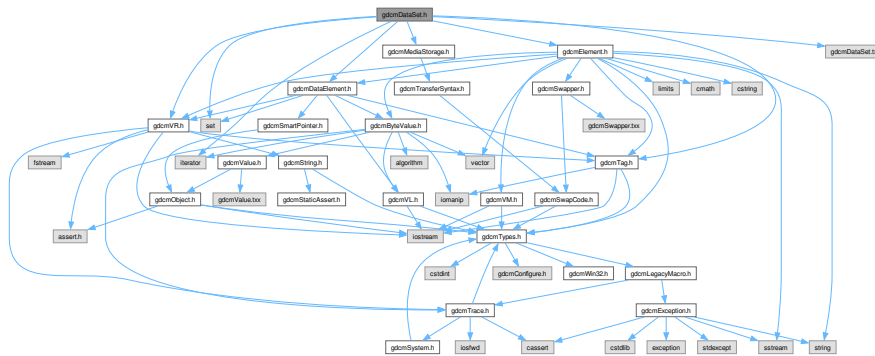 gdcmDataSet.h
gdcmMediaStorage.h
gdcmElement.h
gdcmDataSet.t
gdcmDataElement.h
gdcmTransferSyntax.h
gdcmSwapper.h
limits
cmath
cstring
gdcmVR.h
set
gdcmSmartPointer.h
gdcmByteValue.h
gdcmSwapper.txx
fstream
iterator
gdcmValue.h
gdcmString.h
algorithm
vector
gdcmTag.h
gdcmObject.h
gdcmValue.txx
gdcmStaticAssert.h
gdcmVL.h
iomanip
gdcmVM.h
gdcmSwapCode.h
assert.h
iostream
gdcmTypes.h
cstdint
gdcmConfigure.h
gdcmWin32.h
gdcmLegacyMacro.h
gdcmTrace.h
gdcmException.h
gdcmSystem.h
iosfwd
cassert
cstdlib
exception
stdexcept
sstream
string